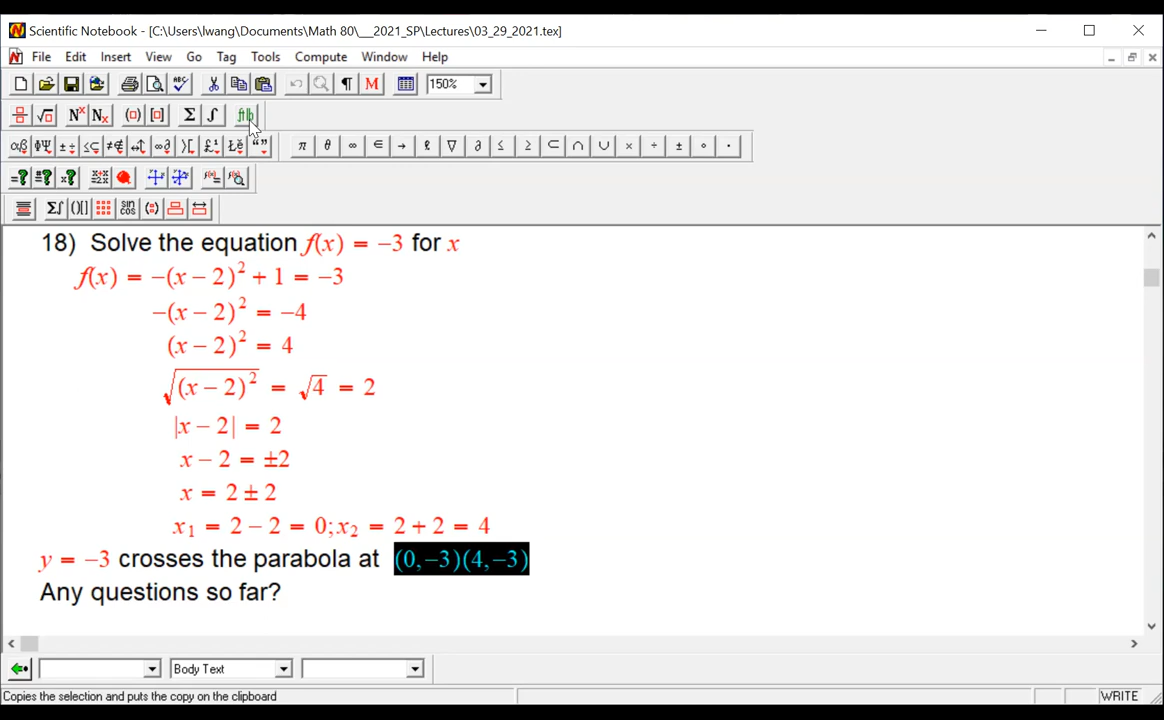 Scientific Notebook - [C:\Users\lwang\Documents\Math 80\__2021_SP\Lectures\03_29_2021.tex]
File Edit Insert View Go Tag Tools Compute Window Help
150%
18) Solve the equation f(x) = −3 for x
f(x) = −(x − 2)² + 1 = −3
−(x − 2)² = −4
(x − 2)² = 4
√(x − 2)² = √4 = 2
|x − 2| = 2
x − 2 = ±2
x = 2 ± 2
x₁ = 2 − 2 = 0; x₂ = 2 + 2 = 4
y = −3 crosses the parabola at (0,−3)(4,−3)
Any questions so far?
Body Text
Copies the selection and puts the copy on the clipboard
WRITE